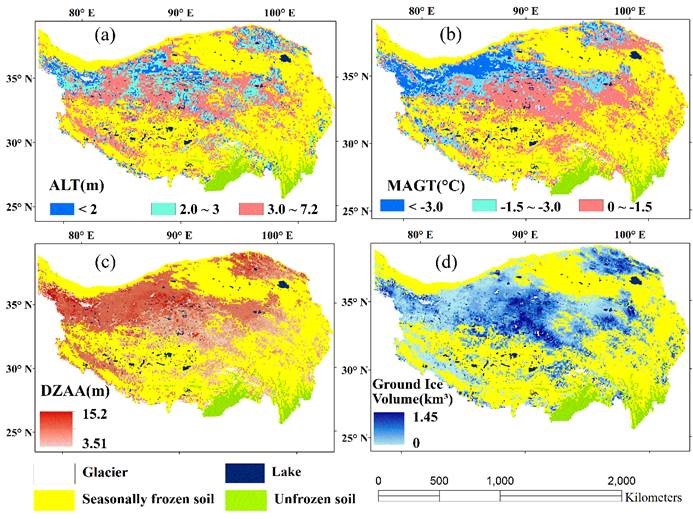 80° E 90° E 100° E
(a)
35° N
30° N
25° N
ALT(m)
< 2 2.0 ~ 3 3.0 ~ 7.2
80° E 90° E 100° E
(b)
35° N
30° N
25° N
MAGT(°C)
< -3.0 -1.5 ~ -3.0 0 ~ -1.5
80° E 90° E 100° E
(c)
35° N
30° N
25° N
DZAA(m)
15.2
3.51
80° E 90° E 100° E
(d)
35° N
30° N
25° N
Ground Ice
Volume(km³)
1.45
0
Glacier Lake
Seasonally frozen soil Unfrozen soil
0 500 1,000 2,000
Kilometers